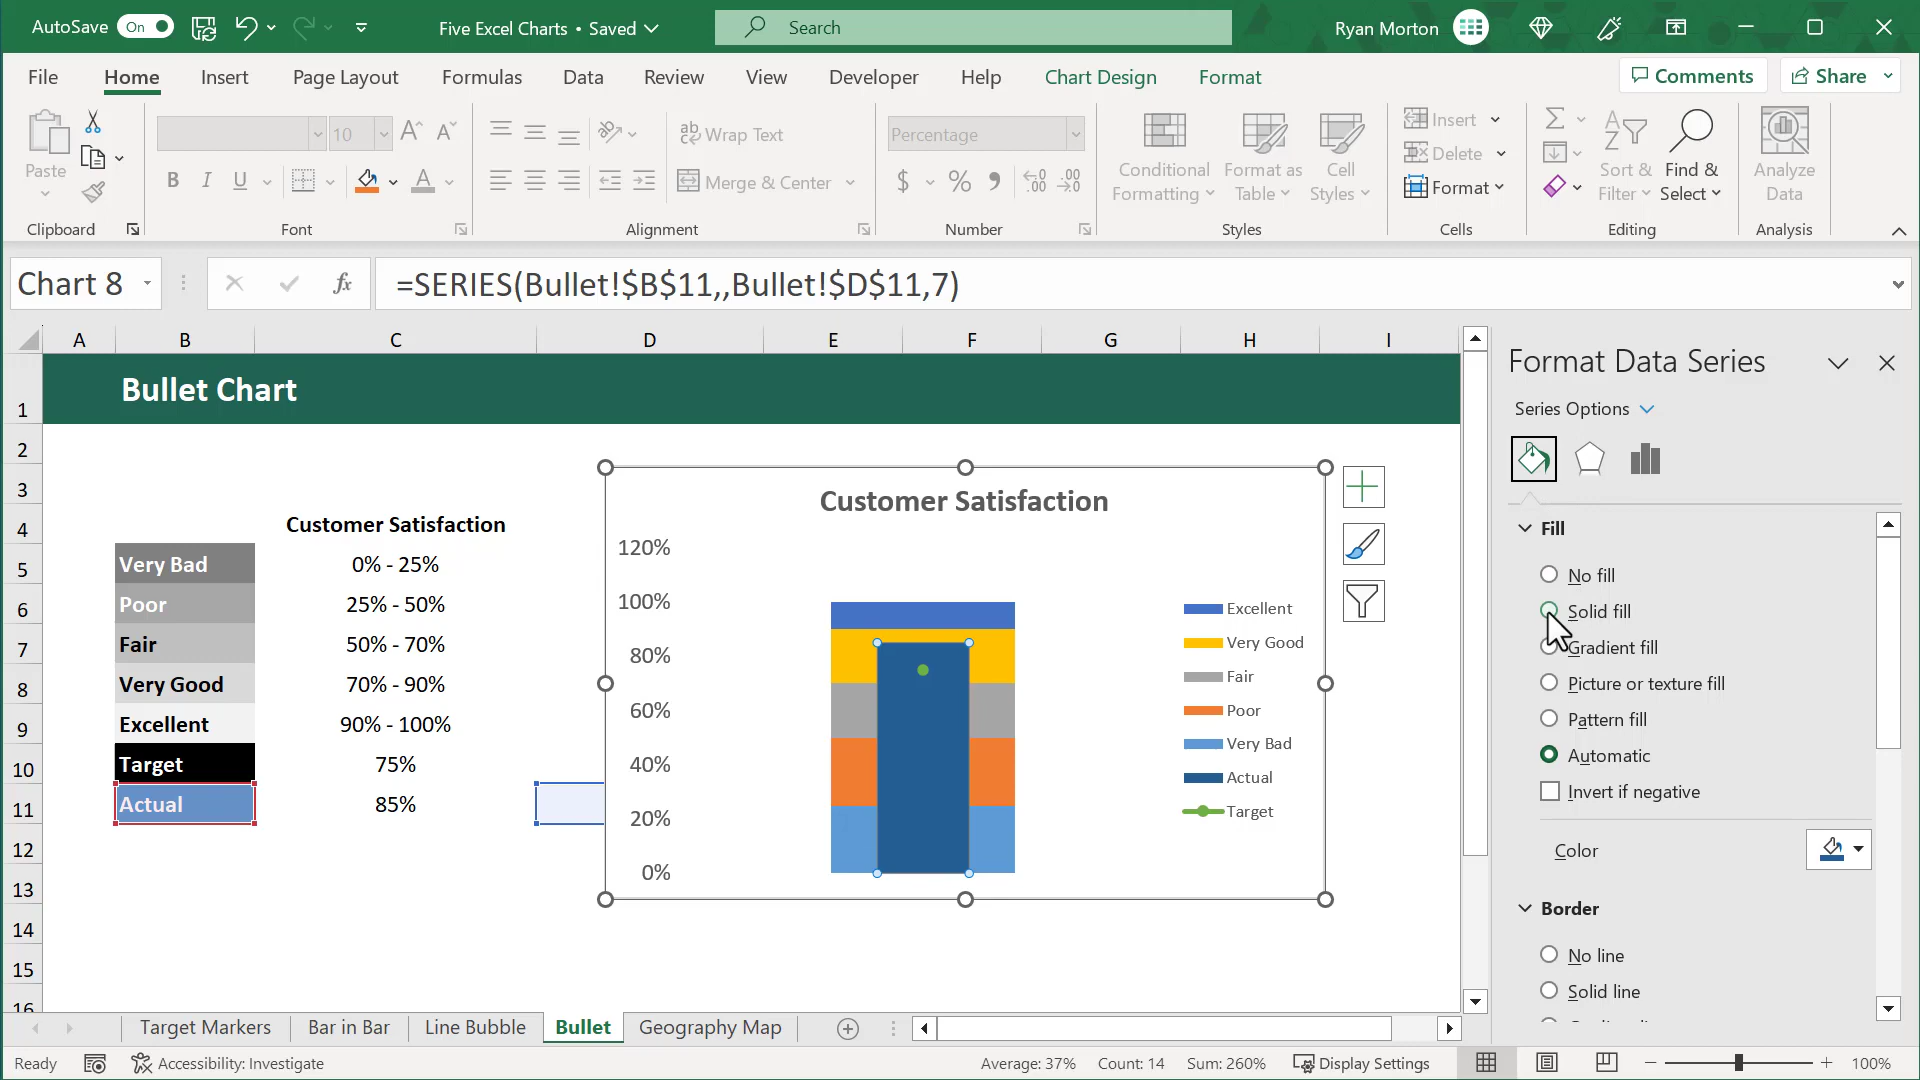 AutoSave On Five Excel Charts • Saved Search Ryan Morton
File Home Insert Page Layout Formulas Data Review View Developer Help Chart Design Format Comments Share
Paste 10 B I U ab Wrap Text Merge & Center Percentage $ % Conditional Formatting Format as Table Cell Styles Insert Delete Format Sort & Filter Find & Select Analyze Data
Clipboard Font Alignment Number Styles Cells Editing Analysis
Chart 8 fx =SERIES(Bullet!$B$11,,Bullet!$D$11,7)
A B C D E F G H I
1 Bullet Chart
2
3
4 Customer Satisfaction
5 Very Bad 0% - 25%
6 Poor 25% - 50%
7 Fair 50% - 70%
8 Very Good 70% - 90%
9 Excellent 90% - 100%
10 Target 75%
11 Actual 85%
12
13
14
15
16
Customer Satisfaction
120%
100%
80%
60%
40%
20%
0%
Excellent
Very Good
Fair
Poor
Very Bad
Actual
Target
Format Data Series
Series Options
Fill
No fill
Solid fill
Gradient fill
Picture or texture fill
Pattern fill
Automatic
Invert if negative
Color
Border
No line
Solid line
Target Markers Bar in Bar Line Bubble Bullet Geography Map
Ready Accessibility: Investigate Average: 37% Count: 14 Sum: 260% Display Settings 100%